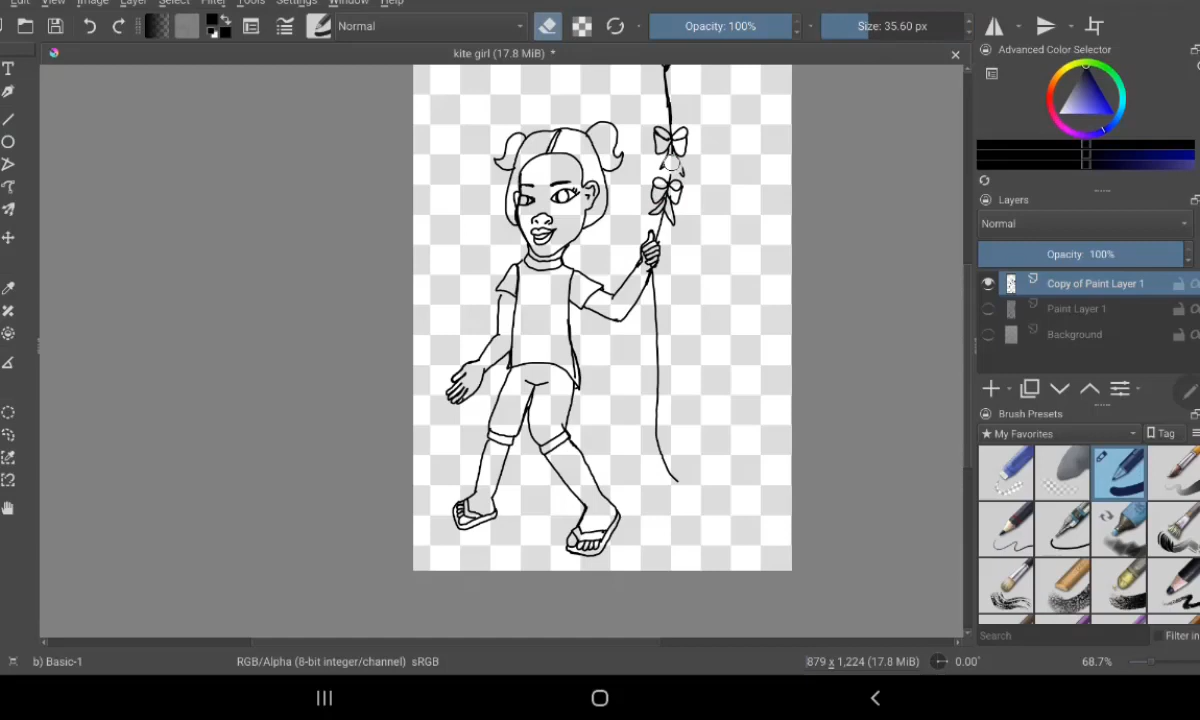 Edit View Image Layer Select Filter Tools Settings Window Help
Normal
Opacity: 100%
Size: 35.60 px
kite girl (17.8 MiB) *
Advanced Color Selector
Layers
Normal
Opacity 100%
Copy of Paint Layer 1
Paint Layer 1
Background
Brush Presets
★ My Favorites
Tag
Search
Filter in
b) Basic-1
RGB/Alpha (8-bit integer/channel) sRGB
879 x 1,224 (17.8 MiB)
0.00°
68.7%